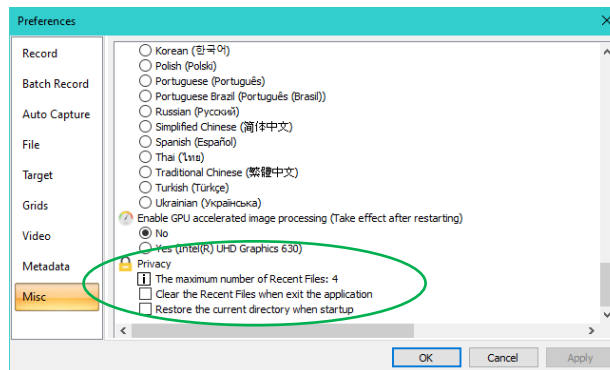 Preferences
Record
Batch Record
Auto Capture
File
Target
Grids
Video
Metadata
Misc
Korean (한국어)
Polish (Polski)
Portuguese (Português)
Portuguese Brazil (Português (Brasil))
Russian (Русский)
Simplified Chinese (简体中文)
Spanish (Español)
Thai (ไทย)
Traditional Chinese (繁體中文)
Turkish (Türkçe)
Ukrainian (Українська)
Enable GPU accelerated image processing (Take effect after restarting)
No
Yes (Intel(R) UHD Graphics 630)
Privacy
The maximum number of Recent Files: 4
Clear the Recent Files when exit the application
Restore the current directory when startup
OK
Cancel
Apply